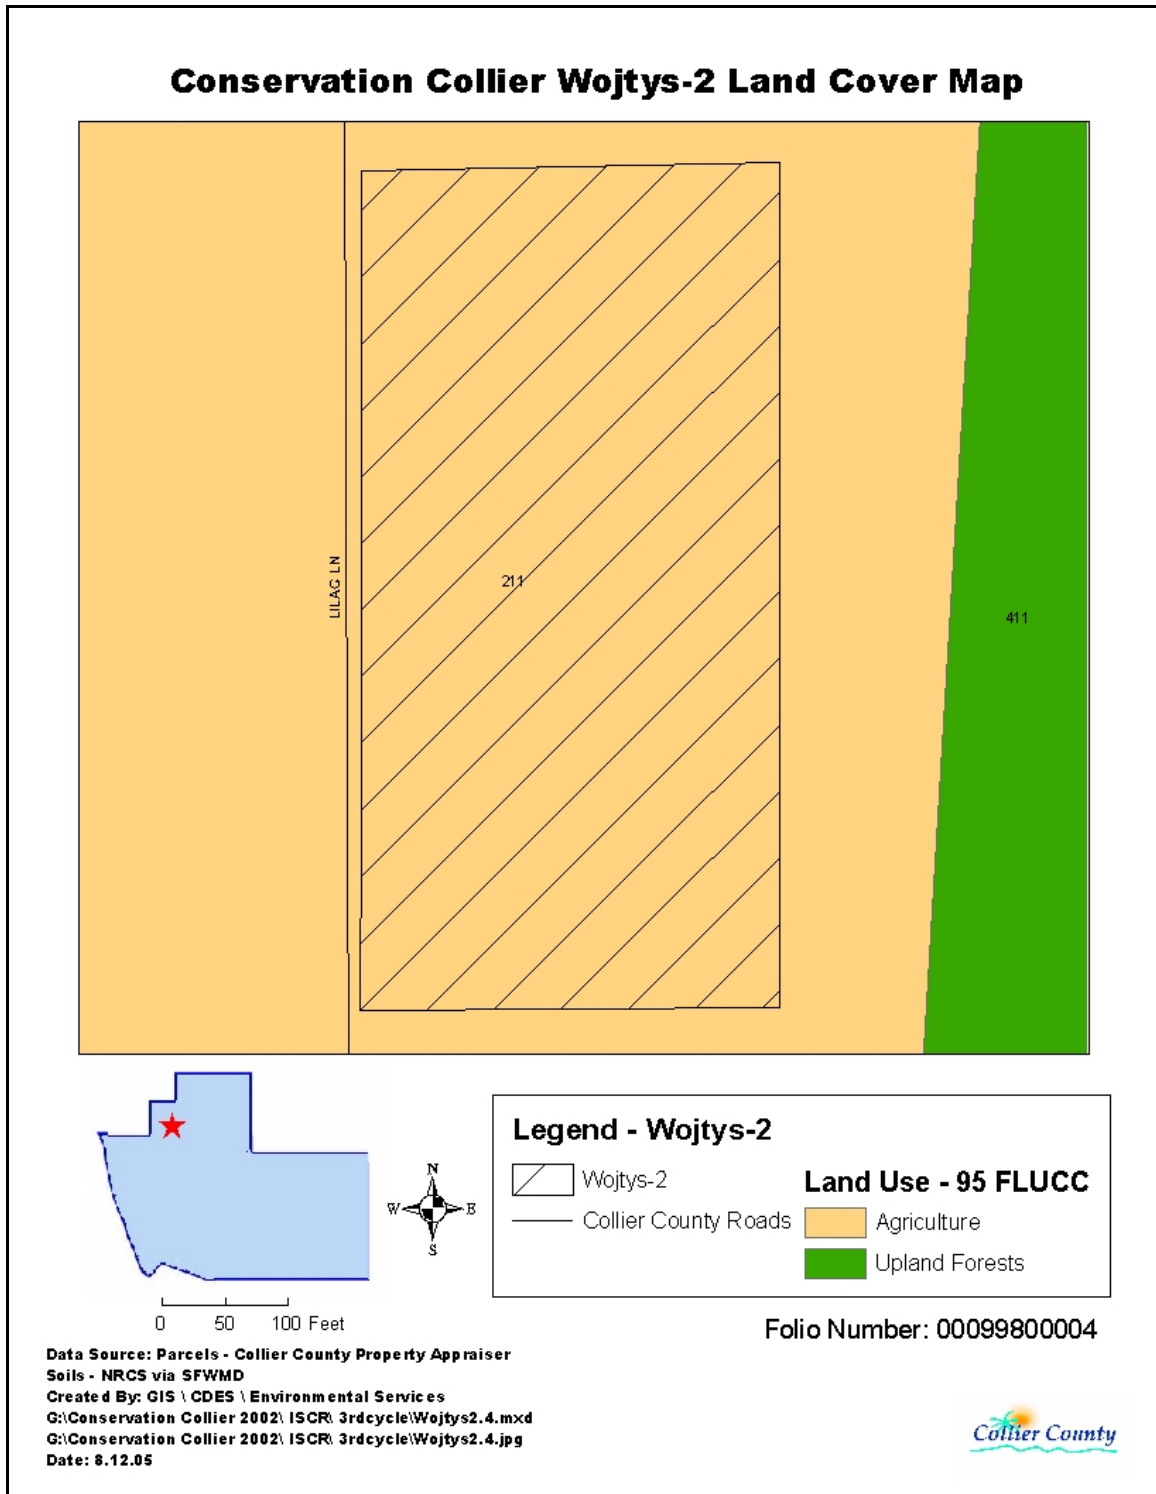 Conservation Collier Wojtys-2 Land Cover Map
LILAC LN
211
411
Legend - Wojtys-2
Wojtys-2
Collier County Roads
Land Use - 95 FLUCC
Agriculture
Upland Forests
N
W E
S
0 50 100 Feet
Folio Number: 00099800004
Data Source: Parcels - Collier County Property Appraiser
Soils - NRCS via SFWMD
Created By: GIS \ CDES \ Environmental Services
G:\Conservation Collier 2002\ ISCR\ 3rdcycle\Wojtys2.4.mxd
G:\Conservation Collier 2002\ ISCR\ 3rdcycle\Wojtys2.4.jpg
Date: 8.12.05
Collier County